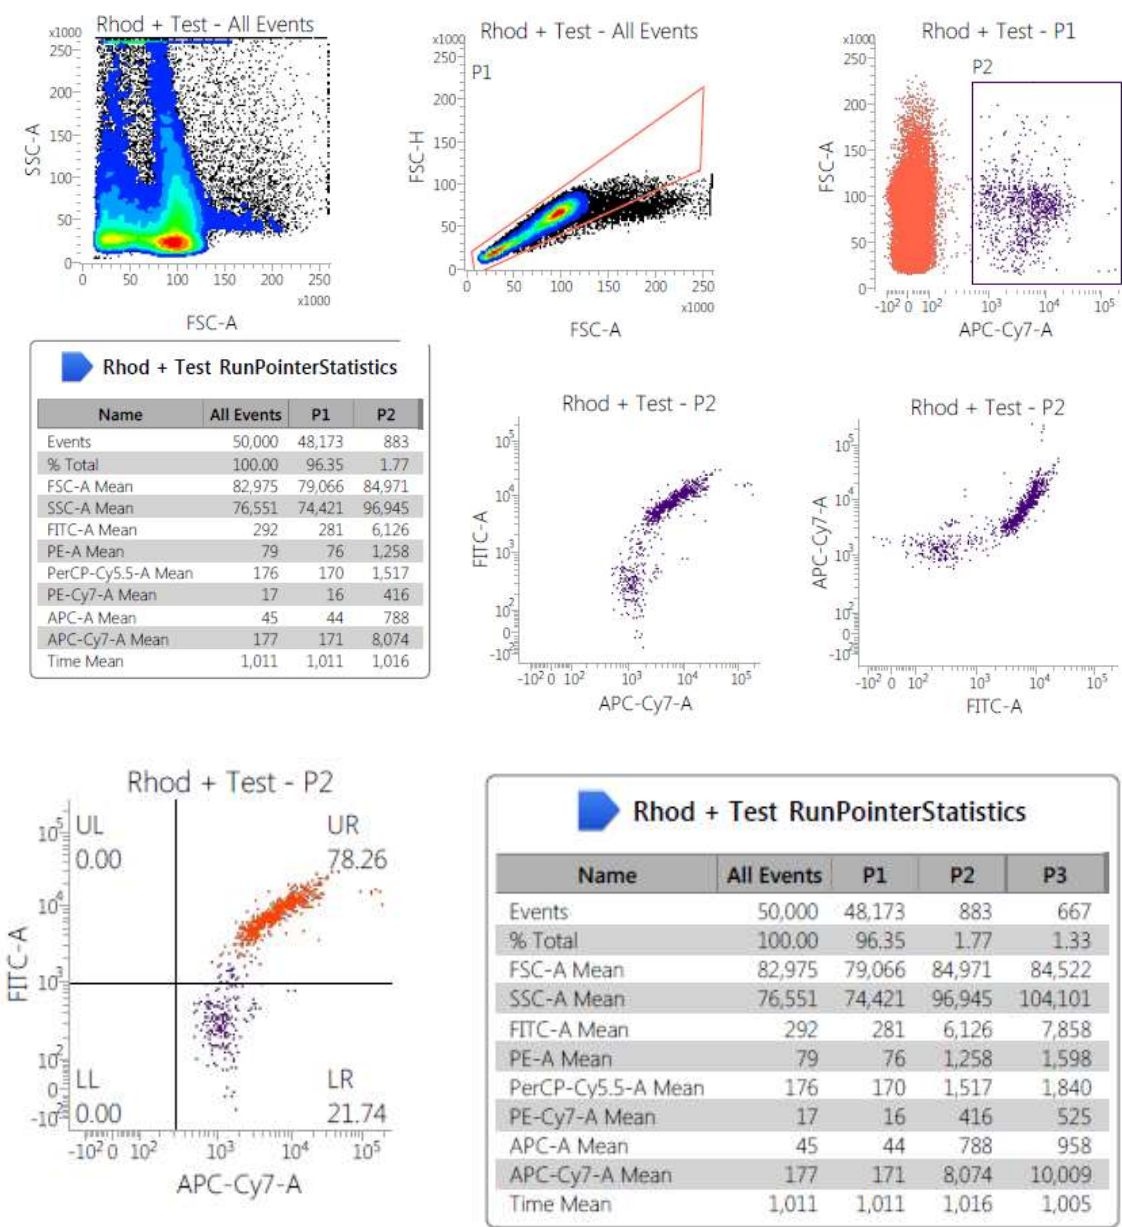 Rhod + Test - All Events
x1000
250
200
150
100
50
0
SSC-A
0 50 100 150 200 250
x1000
FSC-A
Rhod + Test - All Events
x1000
250
200
150
100
50
0
P1
FSC-H
0 50 100 150 200 250
x1000
FSC-A
Rhod + Test - P1
x1000
250
200
150
100
50
0
P2
FSC-A
-10² 0 10² 10³ 10⁴ 10⁵
APC-Cy7-A
Rhod + Test RunPointerStatistics
Name All Events P1 P2
Events 50,000 48,173 883
% Total 100.00 96.35 1.77
FSC-A Mean 82,975 79,066 84,971
SSC-A Mean 76,551 74,421 96,945
FITC-A Mean 292 281 6,126
PE-A Mean 79 76 1,258
PerCP-Cy5.5-A Mean 176 170 1,517
PE-Cy7-A Mean 17 16 416
APC-A Mean 45 44 788
APC-Cy7-A Mean 177 171 8,074
Time Mean 1,011 1,011 1,016
Rhod + Test - P2
10⁵
10⁴
10³
10²
0
-10²
FITC-A
-10² 0 10² 10³ 10⁴ 10⁵
APC-Cy7-A
Rhod + Test - P2
10⁵
10⁴
10³
10²
0
-10²
APC-Cy7-A
-10² 0 10² 10³ 10⁴ 10⁵
FITC-A
Rhod + Test - P2
10⁵
10⁴
10³
10²
0
-10²
FITC-A
UL UR
0.00 78.26
LL LR
0.00 21.74
-10² 0 10² 10³ 10⁴ 10⁵
APC-Cy7-A
Rhod + Test RunPointerStatistics
Name All Events P1 P2 P3
Events 50,000 48,173 883 667
% Total 100.00 96.35 1.77 1.33
FSC-A Mean 82,975 79,066 84,971 84,522
SSC-A Mean 76,551 74,421 96,945 104,101
FITC-A Mean 292 281 6,126 7,858
PE-A Mean 79 76 1,258 1,598
PerCP-Cy5.5-A Mean 176 170 1,517 1,840
PE-Cy7-A Mean 17 16 416 525
APC-A Mean 45 44 788 958
APC-Cy7-A Mean 177 171 8,074 10,009
Time Mean 1,011 1,011 1,016 1,005